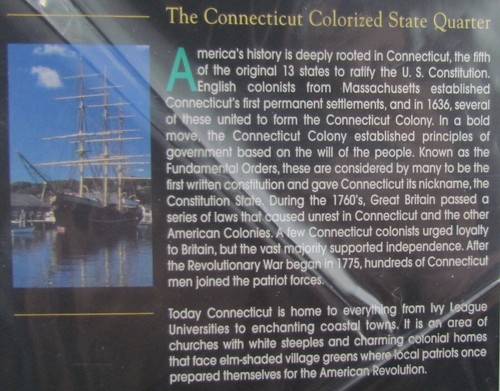 The Connecticut Colorized State Quarter
America's history is deeply rooted in Connecticut, the fifth
of the original 13 states to ratify the U. S. Constitution.
English colonists from Massachusetts established
Connecticut's first permanent settlements, and in 1636, several
of these united to form the Connecticut Colony. In a bold
move, the Connecticut Colony established principles of
government based on the will of the people. Known as the
Fundamental Orders, these are considered by many to be the
first written constitution and gave Connecticut its nickname, the
Constitution State. During the 1760's, Great Britain passed a
series of laws that caused unrest in Connecticut and the other
American Colonies. A few Connecticut colonists urged loyalty
to Britain, but the vast majority supported independence. After
the Revolutionary War began in 1775, hundreds of Connecticut
men joined the patriot forces.
Today Connecticut is home to everything from Ivy League
Universities to enchanting coastal towns. It is an area of
churches with white steeples and charming colonial homes
that face elm-shaded village greens where local patriots once
prepared themselves for the American Revolution.